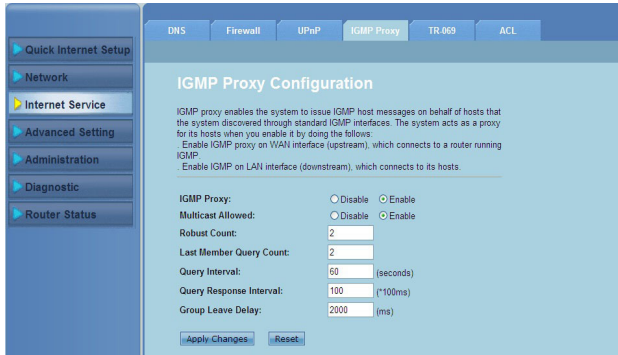 DNS Firewall UPnP IGMP Proxy TR-069 ACL
Quick Internet Setup
Network
Internet Service
Advanced Setting
Administration
Diagnostic
Router Status
IGMP Proxy Configuration
IGMP proxy enables the system to issue IGMP host messages on behalf of hosts that
the system discovered through standard IGMP interfaces. The system acts as a proxy
for its hosts when you enable it by doing the follows:
. Enable IGMP proxy on WAN interface (upstream), which connects to a router running
IGMP.
. Enable IGMP on LAN interface (downstream), which connects to its hosts.
IGMP Proxy: Disable Enable
Multicast Allowed: Disable Enable
Robust Count: 2
Last Member Query Count: 2
Query Interval: 60 (seconds)
Query Response Interval: 100 (*100ms)
Group Leave Delay: 2000 (ms)
Apply Changes Reset